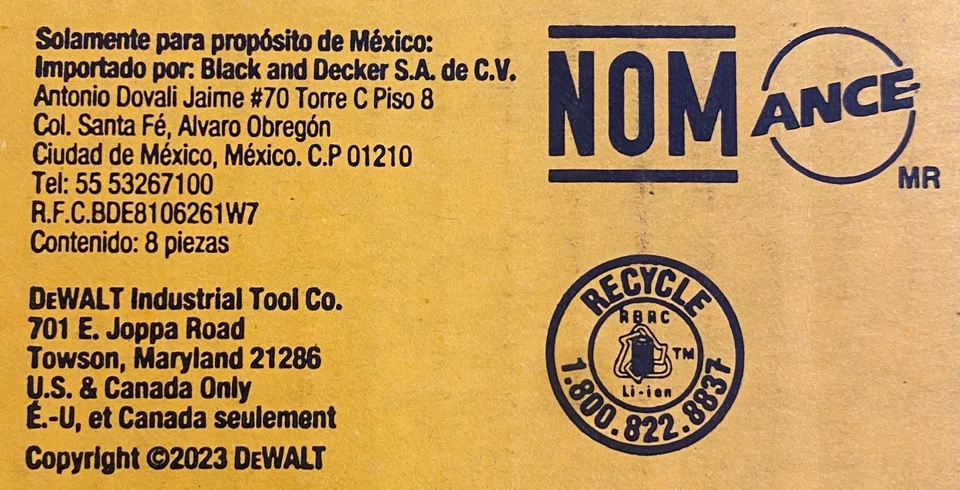 Solamente para propósito de México:
Importado por: Black and Decker S.A. de C.V.
Antonio Dovali Jaime #70 Torre C Piso 8
Col. Santa Fé, Alvaro Obregón
Ciudad de México, México. C.P 01210
Tel: 55 53267100
R.F.C.BDE8106261W7
Contenido: 8 piezas
DEWALT Industrial Tool Co.
701 E. Joppa Road
Towson, Maryland 21286
U.S. & Canada Only
É.-U, et Canada seulement
Copyright ©2023 DEWALT
NOM
ANCE
MR
RECYCLE
RBRC
TM
Li-ion
1.800.822.8837